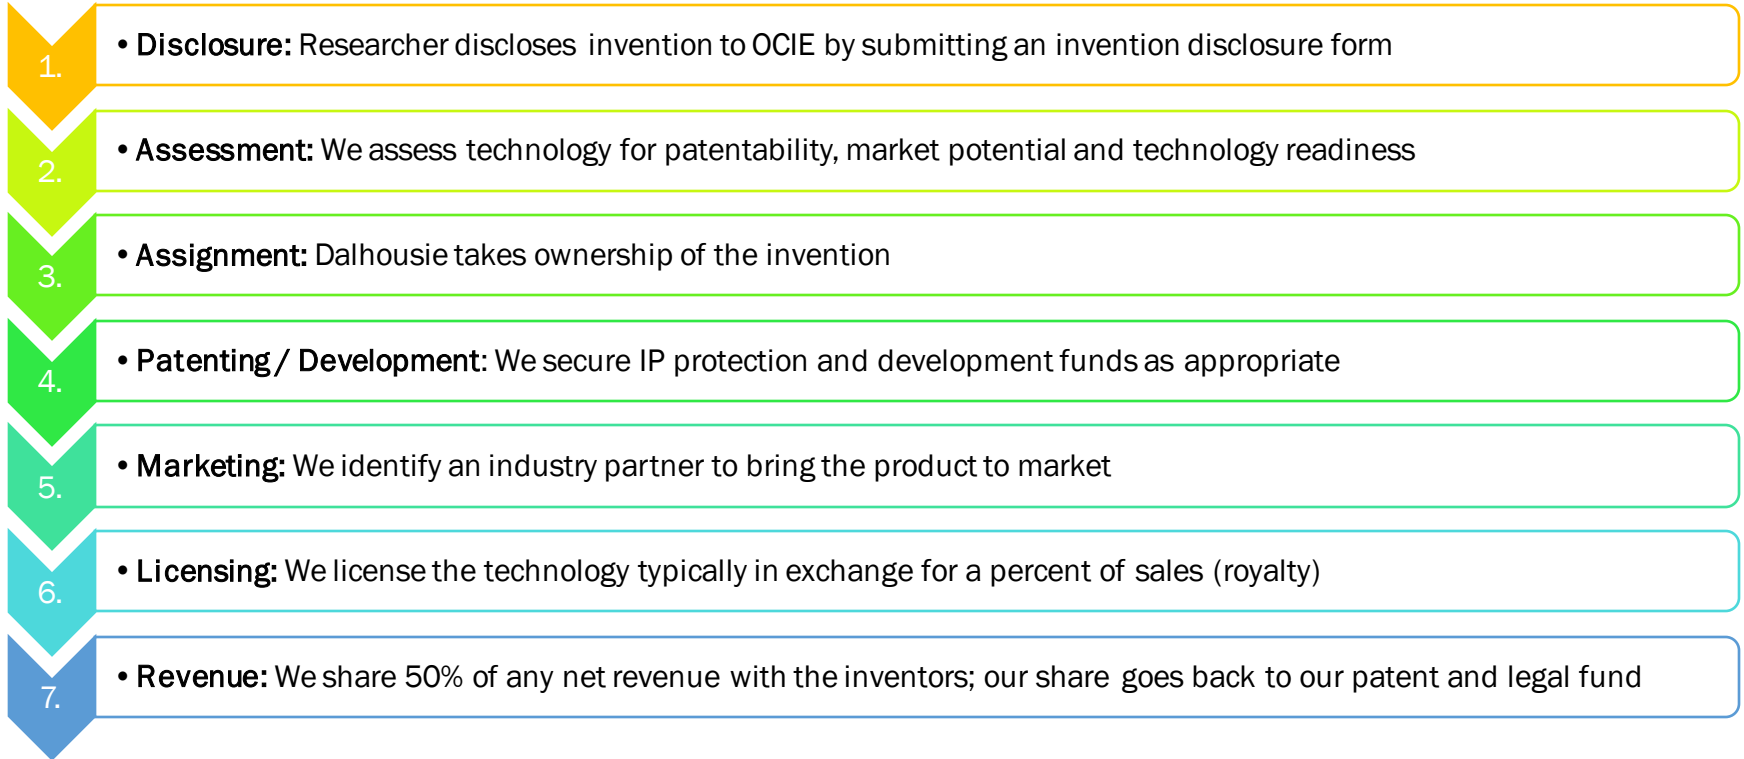 1.
• Disclosure: Researcher discloses invention to OCIE by submitting an invention disclosure form
2.
• Assessment: We assess technology for patentability, market potential and technology readiness
3.
• Assignment: Dalhousie takes ownership of the invention
4.
• Patenting / Development: We secure IP protection and development funds as appropriate
5.
• Marketing: We identify an industry partner to bring the product to market
6.
• Licensing: We license the technology typically in exchange for a percent of sales (royalty)
7.
• Revenue: We share 50% of any net revenue with the inventors; our share goes back to our patent and legal fund